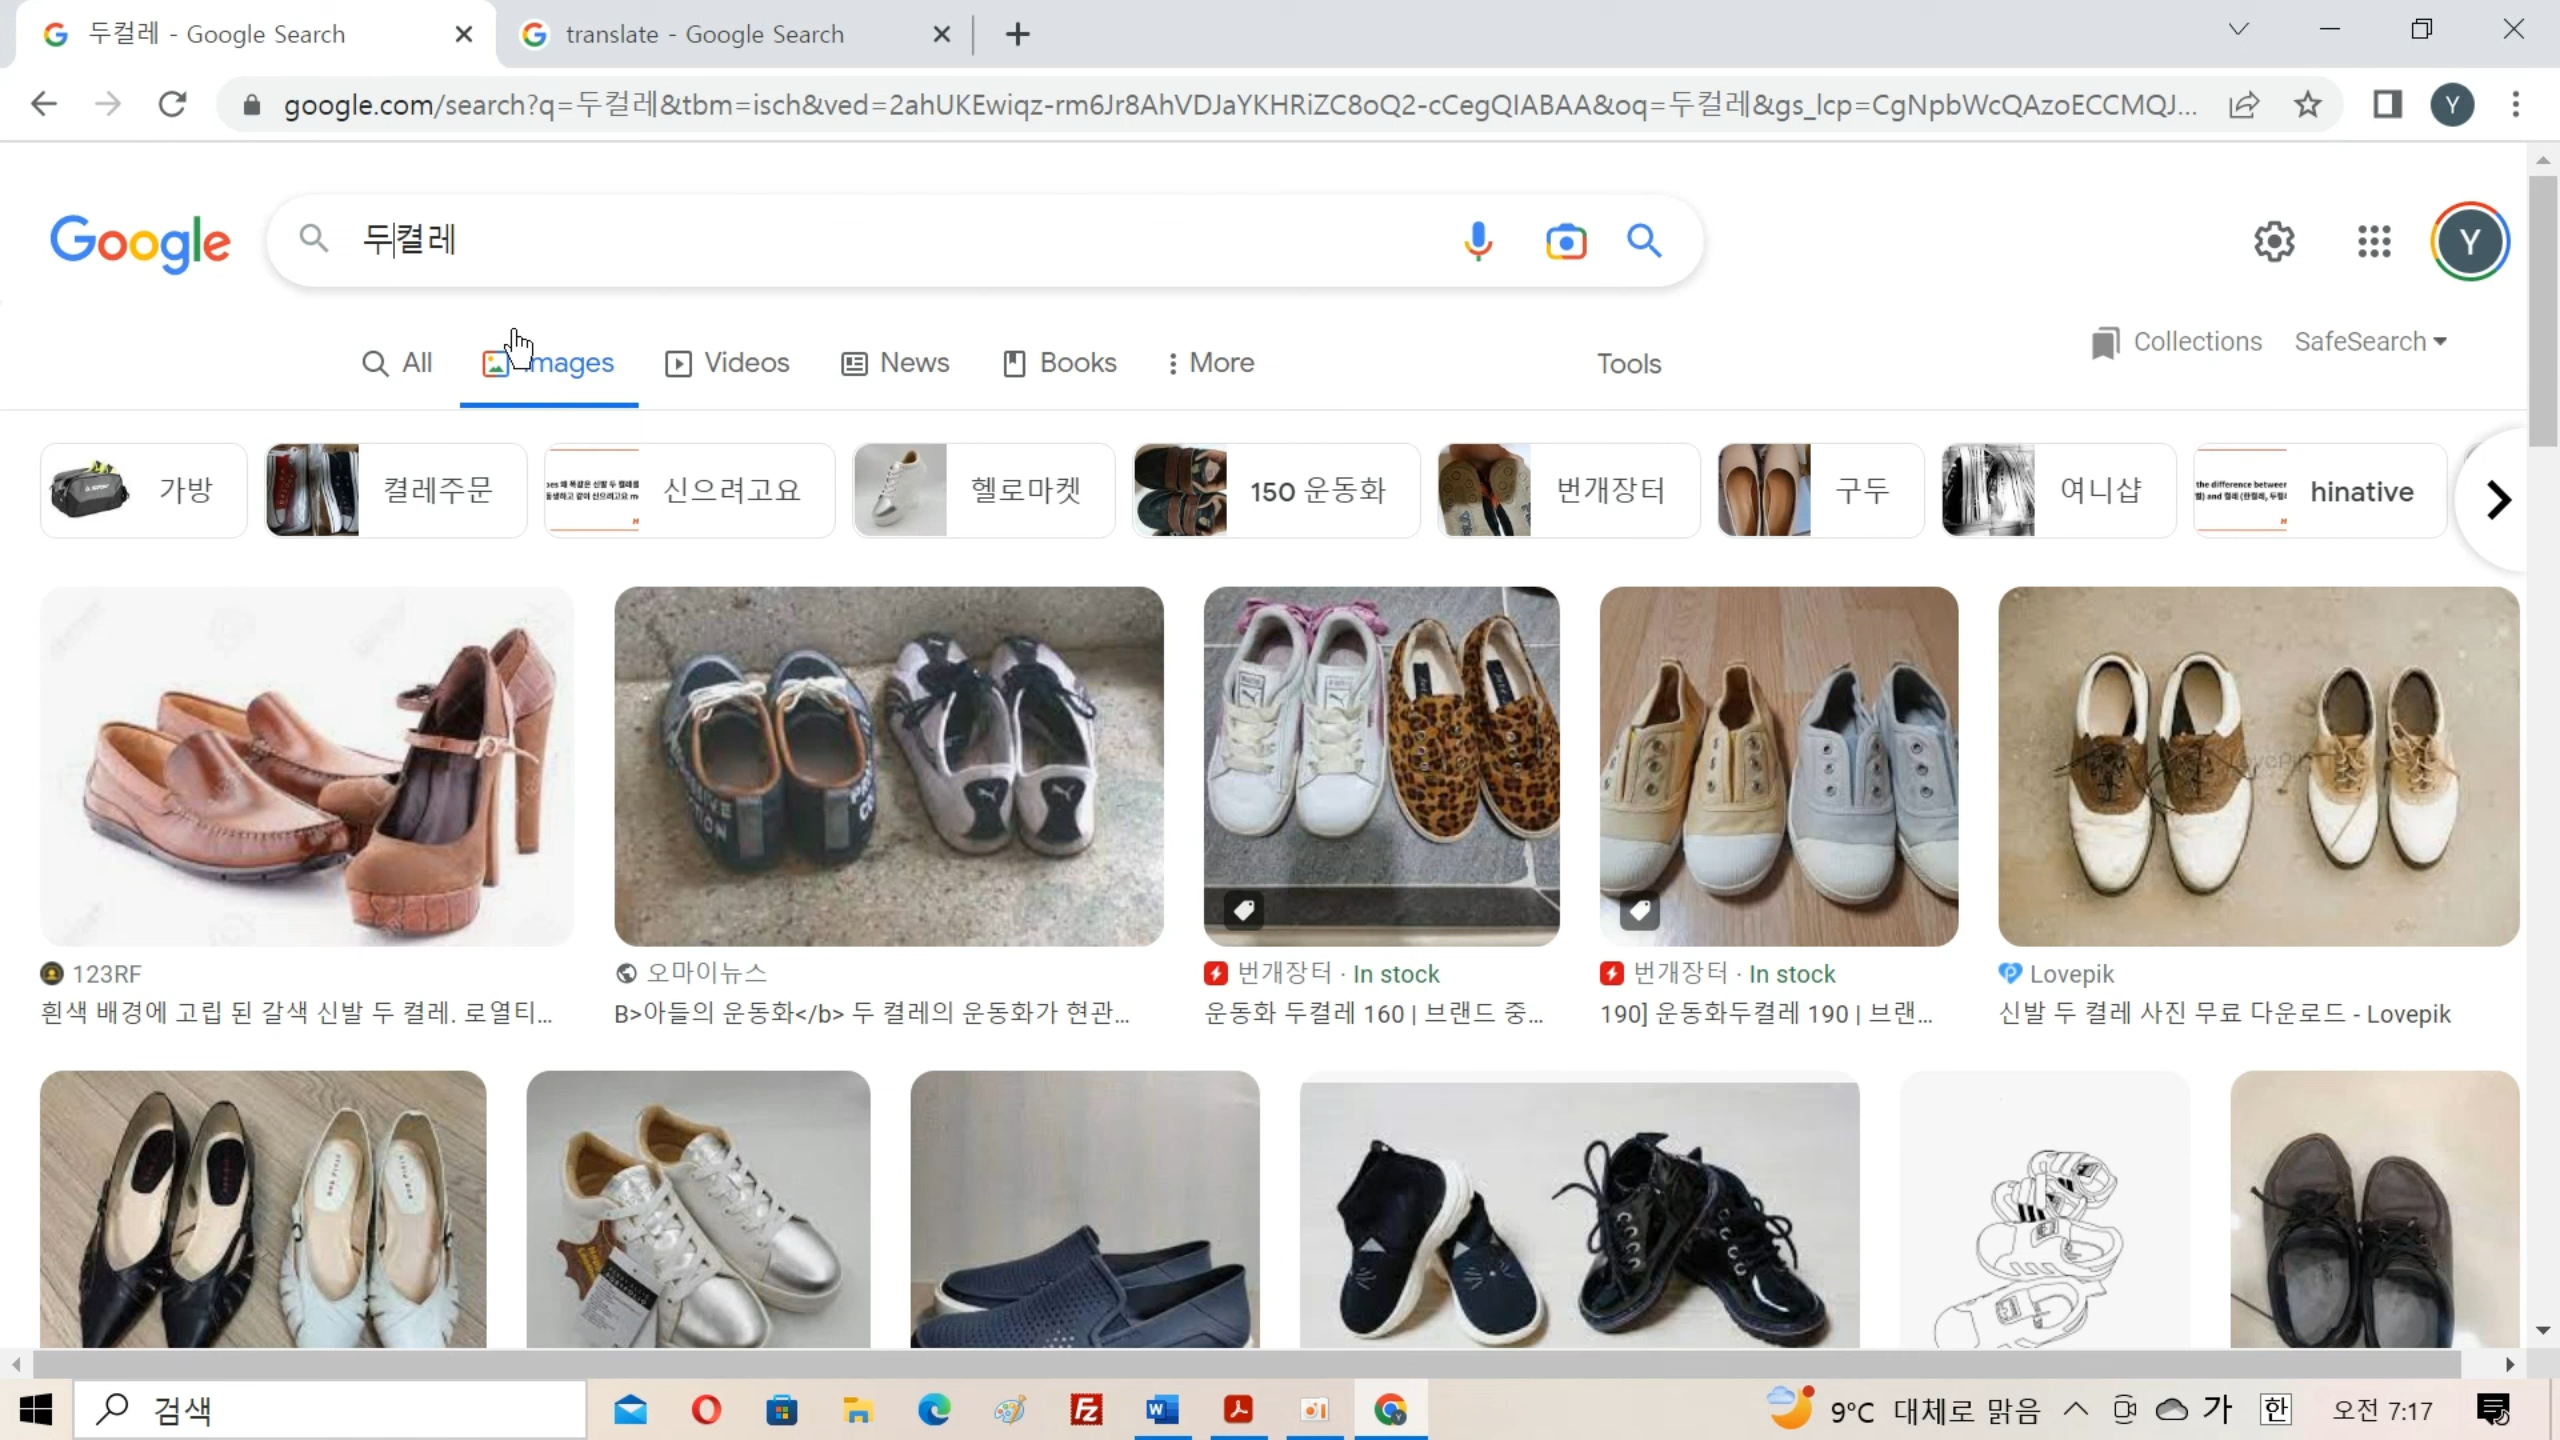 두컬레 - Google Search
translate - Google Search
google.com/search?q=두컬레&tbm=isch&ved=2ahUKEwiqz-rm6Jr8AhVDJaYKHRiZC8oQ2-cCegQIABAA&oq=두컬레&gs_lcp=CgNpbWcQAzoECCMQJ...
Y
Google
두켤레
Y
All
Images
Videos
News
Books
More
Tools
Collections
SafeSearch
가방
켤레주문
신으려고요
헬로마켓
150 운동화
번개장터
구두
여니샵
hinative
123RF
흰색 배경에 고립 된 갈색 신발 두 켤레. 로열티...
오마이뉴스
B>아들의 운동화</b> 두 켤레의 운동화가 현관...
번개장터 · In stock
운동화 두켤레 160 | 브랜드 중...
번개장터 · In stock
190] 운동화두켤레 190 | 브랜...
Lovepik
신발 두 켤레 사진 무료 다운로드 - Lovepik
검색
9°C 대체로 맑음
가
한
오전 7:17